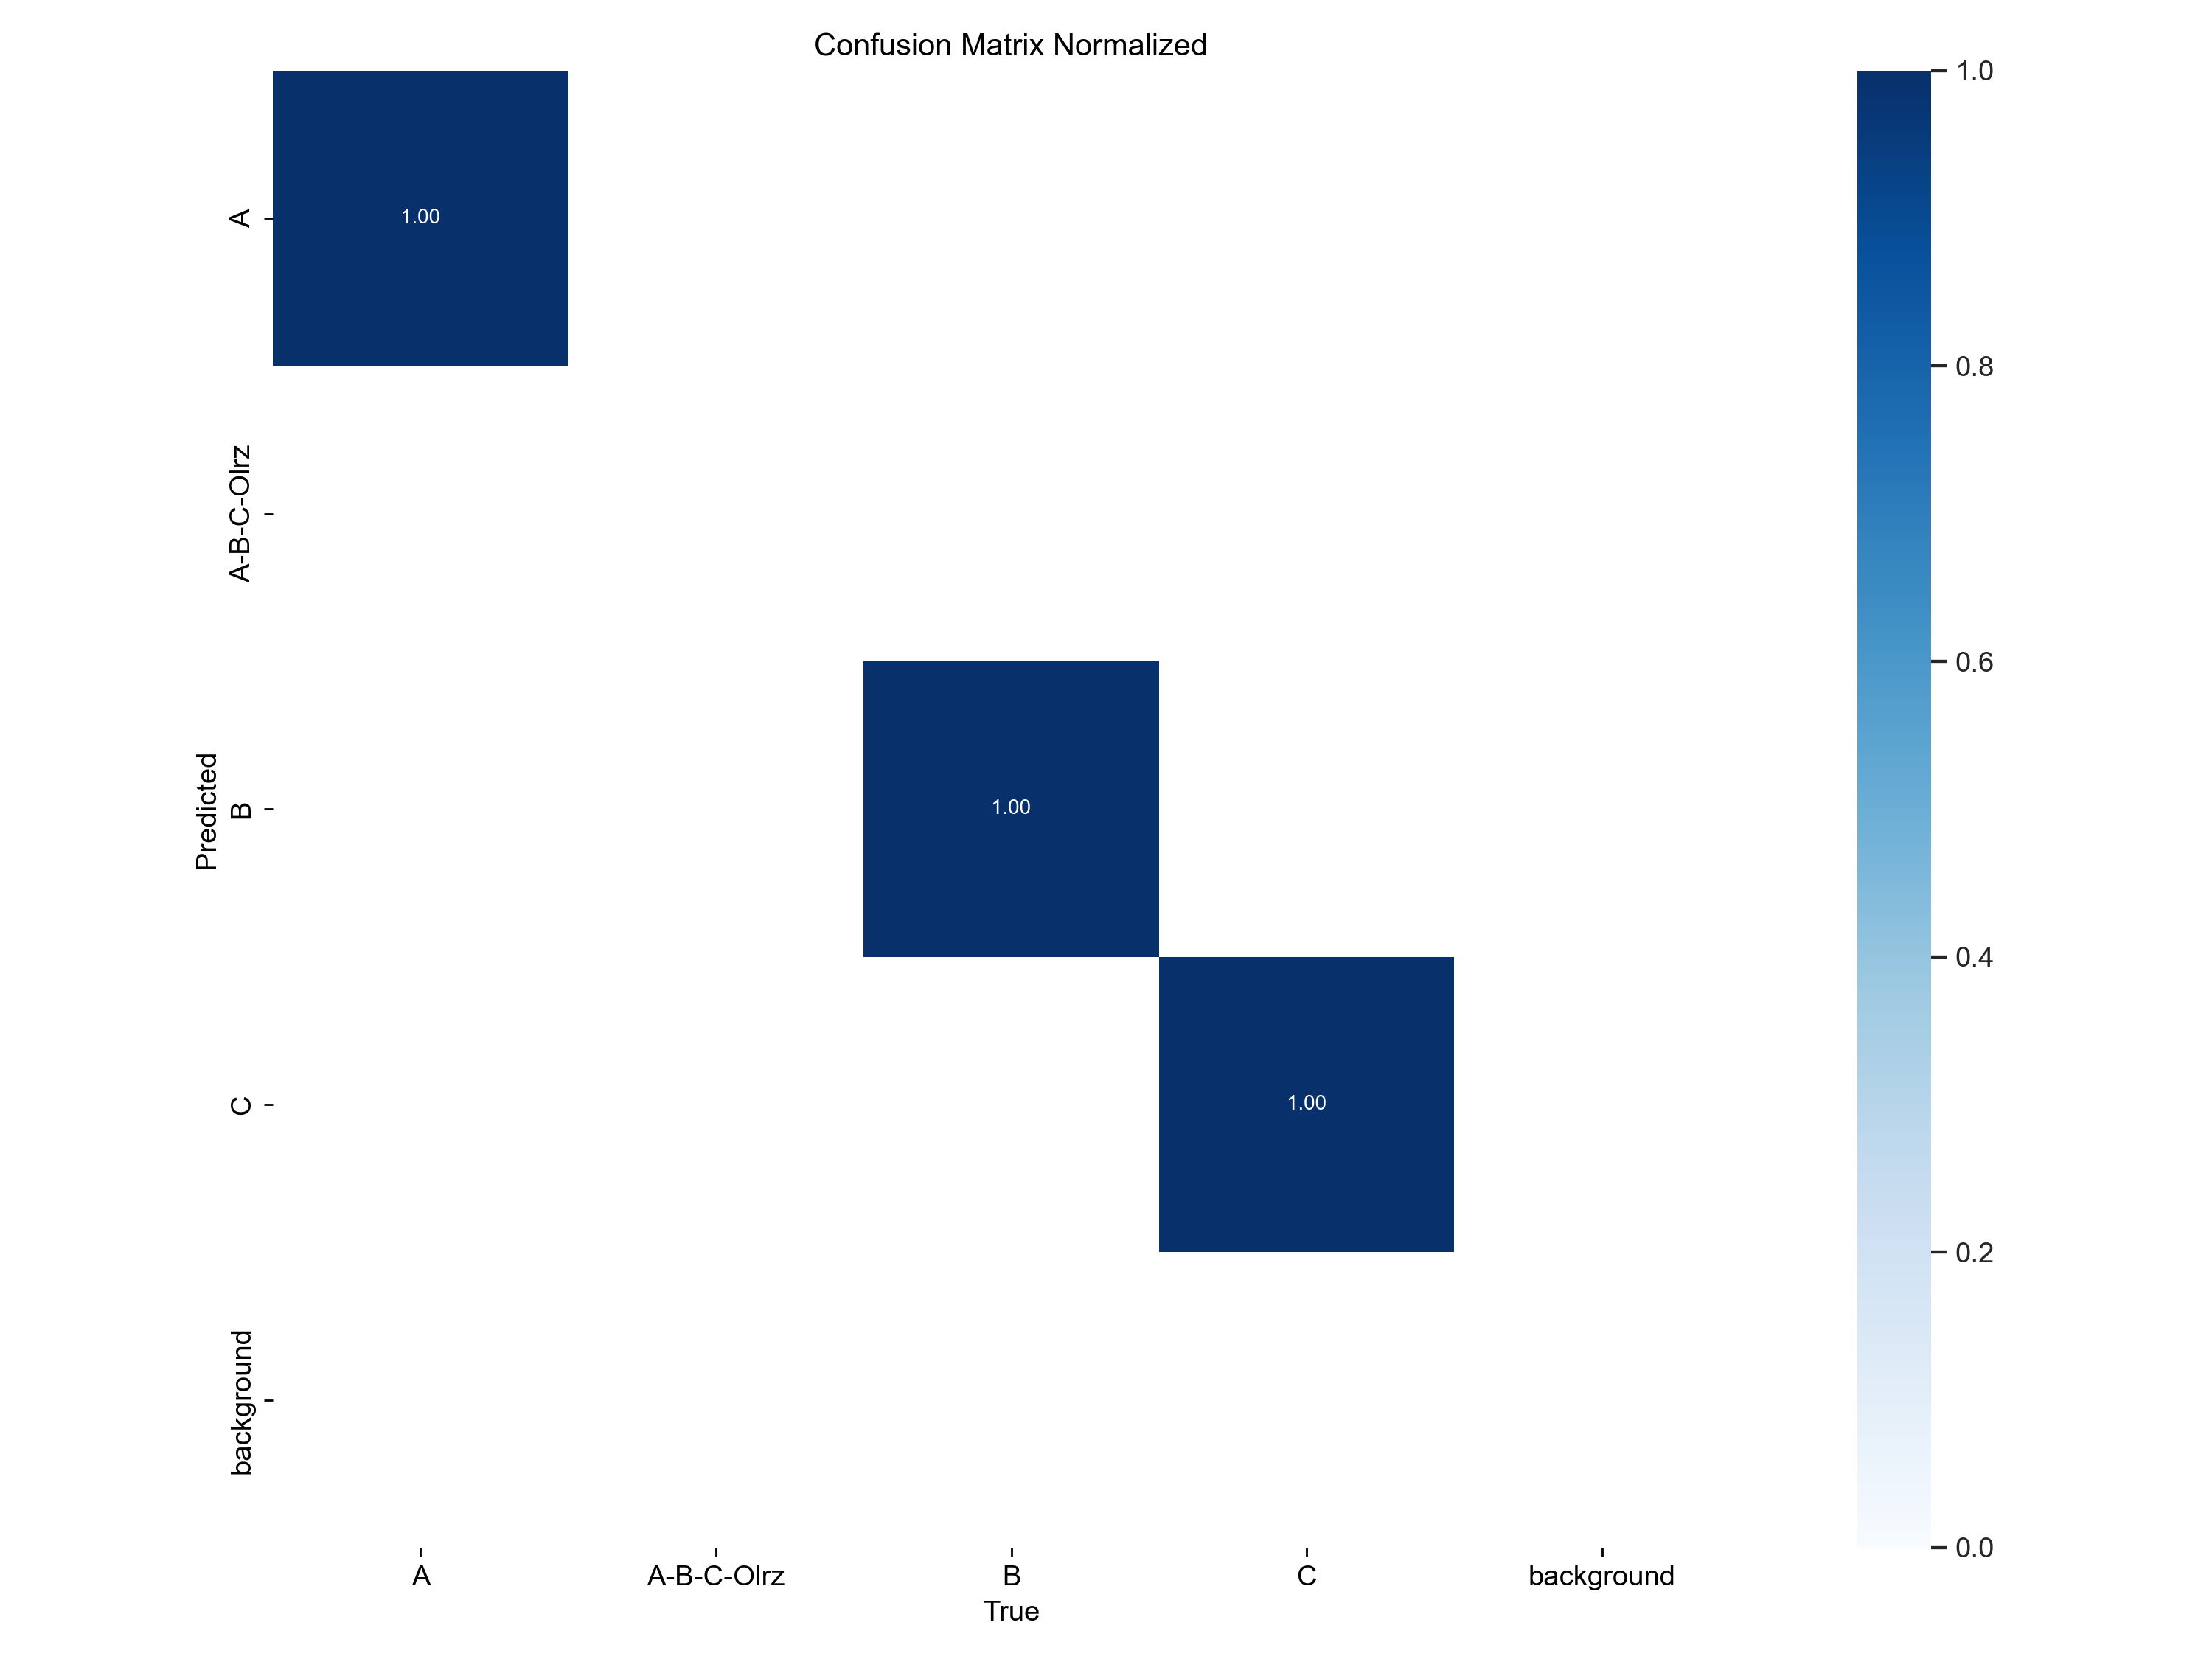 Confusion Matrix Normalized
1.0
0.8
0.6
0.4
0.2
0.0
Predicted
A
A-B-C-Olrz
B
C
background
1.00
1.00
1.00
A
A-B-C-Olrz
B
C
background
True